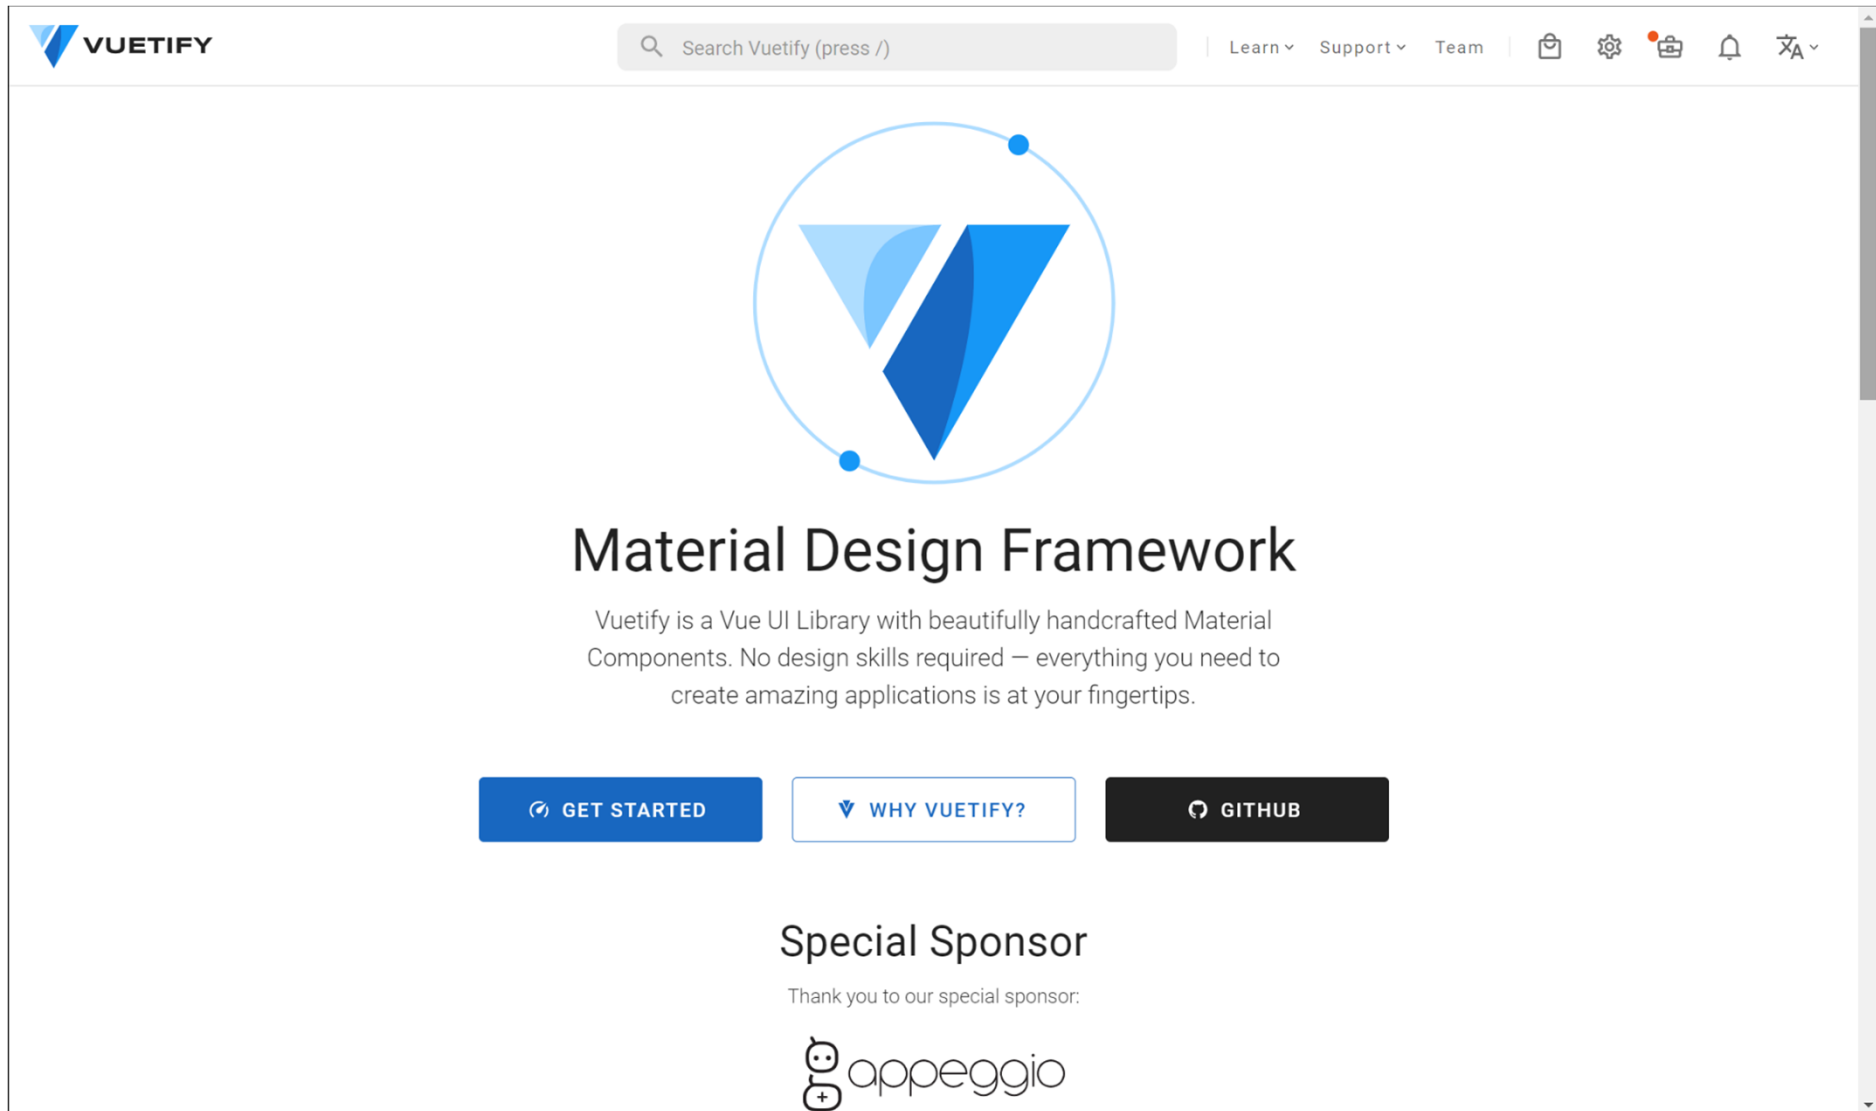 VUETIFY
Search Vuetify (press /)
Learn
Support
Team
Material Design Framework
Vuetify is a Vue UI Library with beautifully handcrafted Material
Components. No design skills required — everything you need to
create amazing applications is at your fingertips.
GET STARTED
WHY VUETIFY?
GITHUB
Special Sponsor
Thank you to our special sponsor:
appeggio